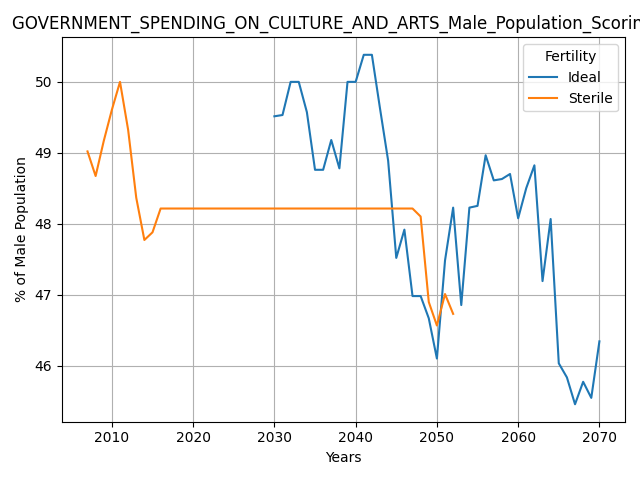 GOVERNMENT_SPENDING_ON_CULTURE_AND_ARTS_Male_Population_Scorin
Fertility
Ideal
Sterile
% of Male Population
50
49
48
47
46
2010 2020 2030 2040 2050 2060 2070
Years